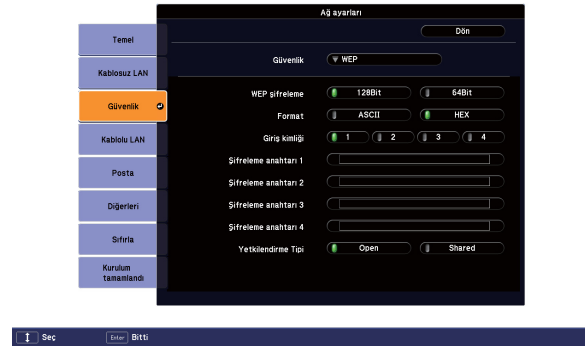 Ağ ayarları
Dön
Temel
Kablosuz LAN
Güvenlik
Kablolu LAN
Posta
Diğerleri
Sıfırla
Kurulum
tamamlandı
Güvenlik WEP
WEP şifreleme 128Bit 64Bit
Format ASCII HEX
Giriş kimliği 1 2 3 4
Şifreleme anahtarı 1
Şifreleme anahtarı 2
Şifreleme anahtarı 3
Şifreleme anahtarı 4
Yetkilendirme Tipi Open Shared
Seç Enter Bitti